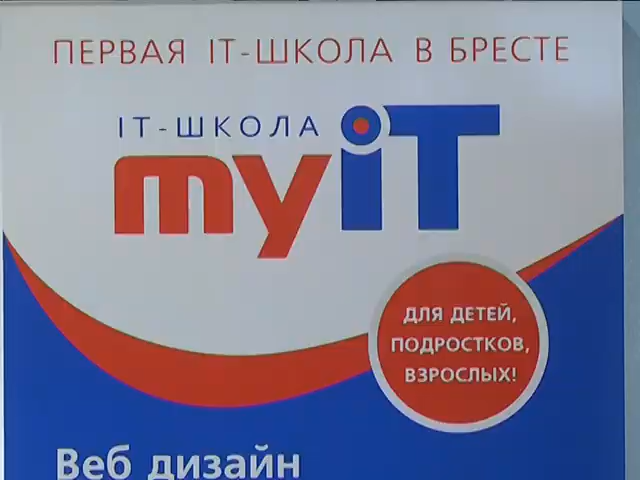 ПЕРВАЯ IT-ШКОЛА В БРЕСТЕ
IT-ШКОЛА
myiT
ДЛЯ ДЕТЕЙ,
ПОДРОСТКОВ,
ВЗРОСЛЫХ!
Веб дизайн